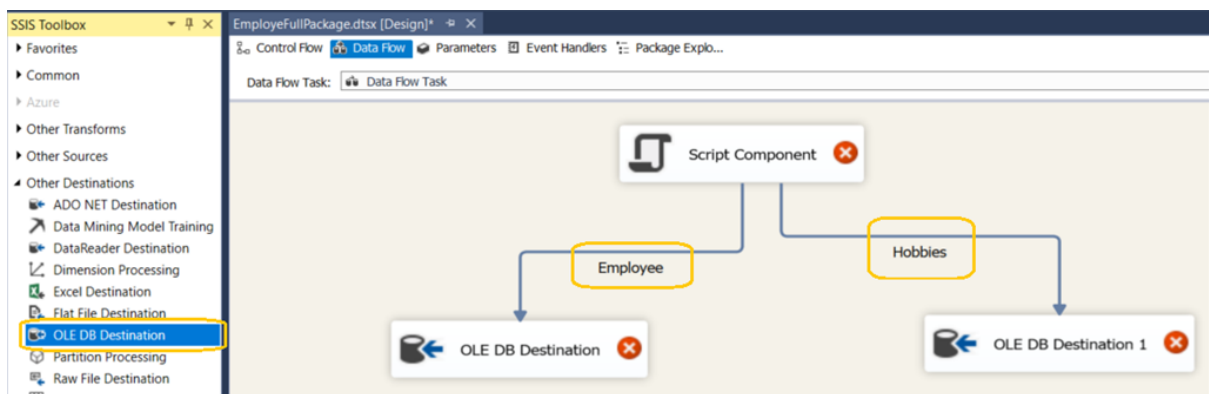 SSIS Toolbox
Favorites
Common
Azure
Other Transforms
Other Sources
Other Destinations
ADO NET Destination
Data Mining Model Training
DataReader Destination
Dimension Processing
Excel Destination
Flat File Destination
OLE DB Destination
Partition Processing
Raw File Destination
EmployeFullPackage.dtsx [Design]*
Control Flow Data Flow Parameters Event Handlers Package Explo...
Data Flow Task: Data Flow Task
Script Component
Employee
Hobbies
OLE DB Destination
OLE DB Destination 1